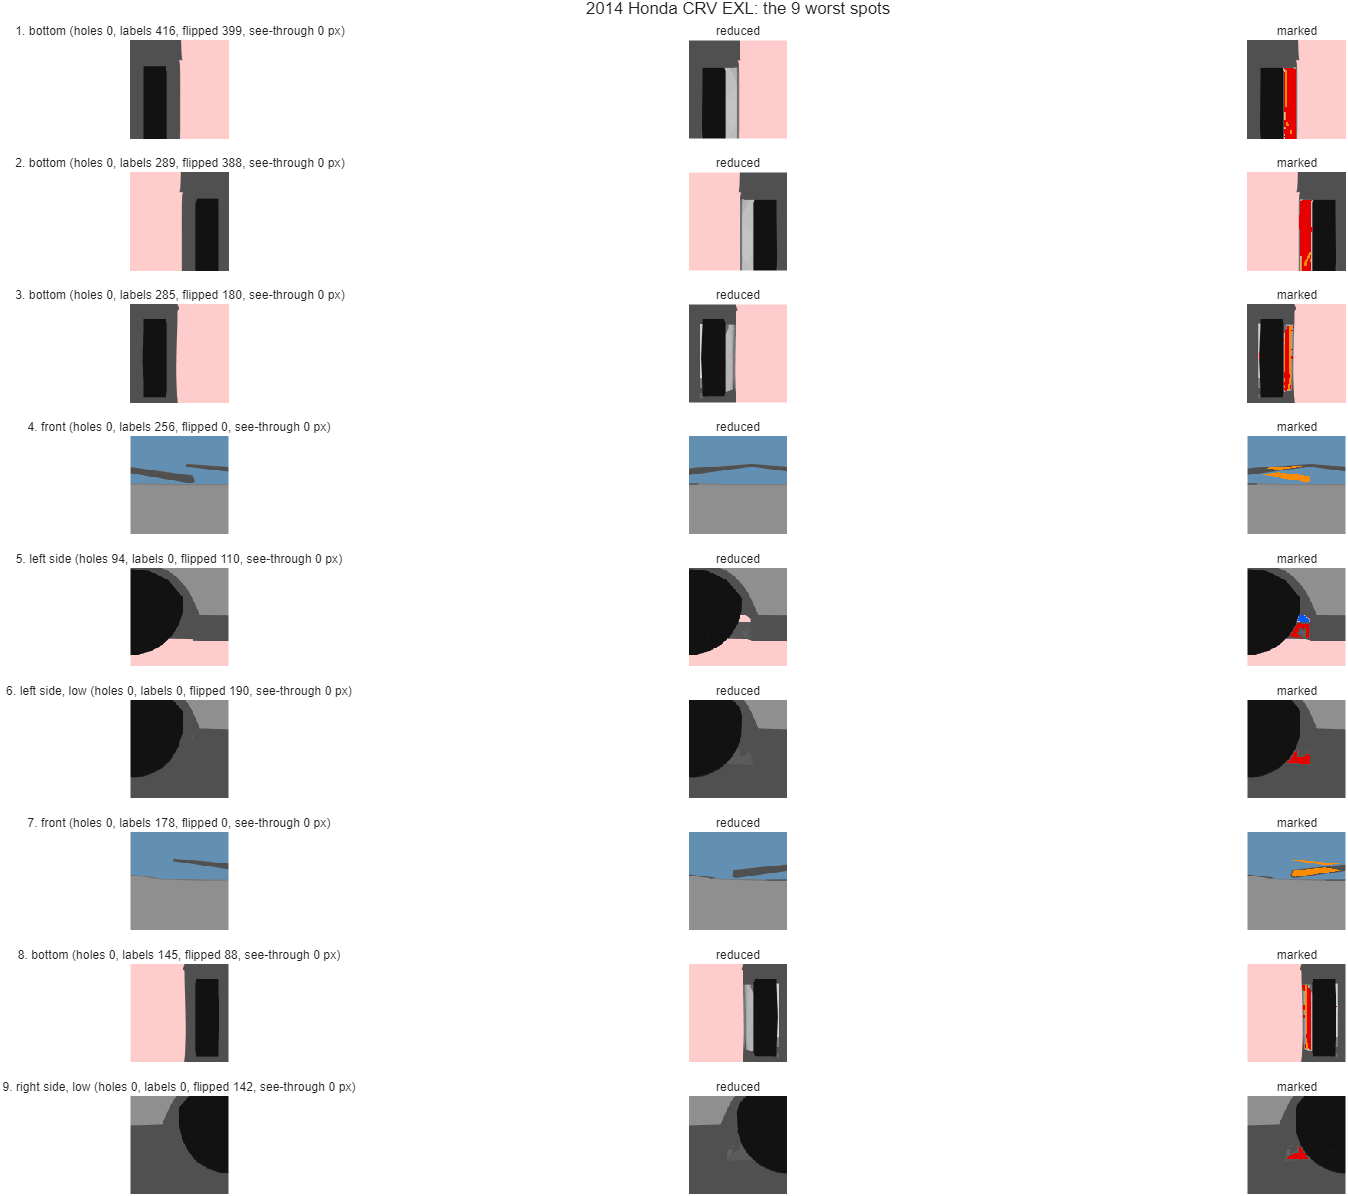 2014 Honda CRV EXL: the 9 worst spots
1. bottom (holes 0, labels 416, flipped 399, see-through 0 px)
reduced
marked
2. bottom (holes 0, labels 289, flipped 388, see-through 0 px)
reduced
marked
3. bottom (holes 0, labels 285, flipped 180, see-through 0 px)
reduced
marked
4. front (holes 0, labels 256, flipped 0, see-through 0 px)
reduced
marked
5. left side (holes 94, labels 0, flipped 110, see-through 0 px)
reduced
marked
6. left side, low (holes 0, labels 0, flipped 190, see-through 0 px)
reduced
marked
7. front (holes 0, labels 178, flipped 0, see-through 0 px)
reduced
marked
8. bottom (holes 0, labels 145, flipped 88, see-through 0 px)
reduced
marked
9. right side, low (holes 0, labels 0, flipped 142, see-through 0 px)
reduced
marked